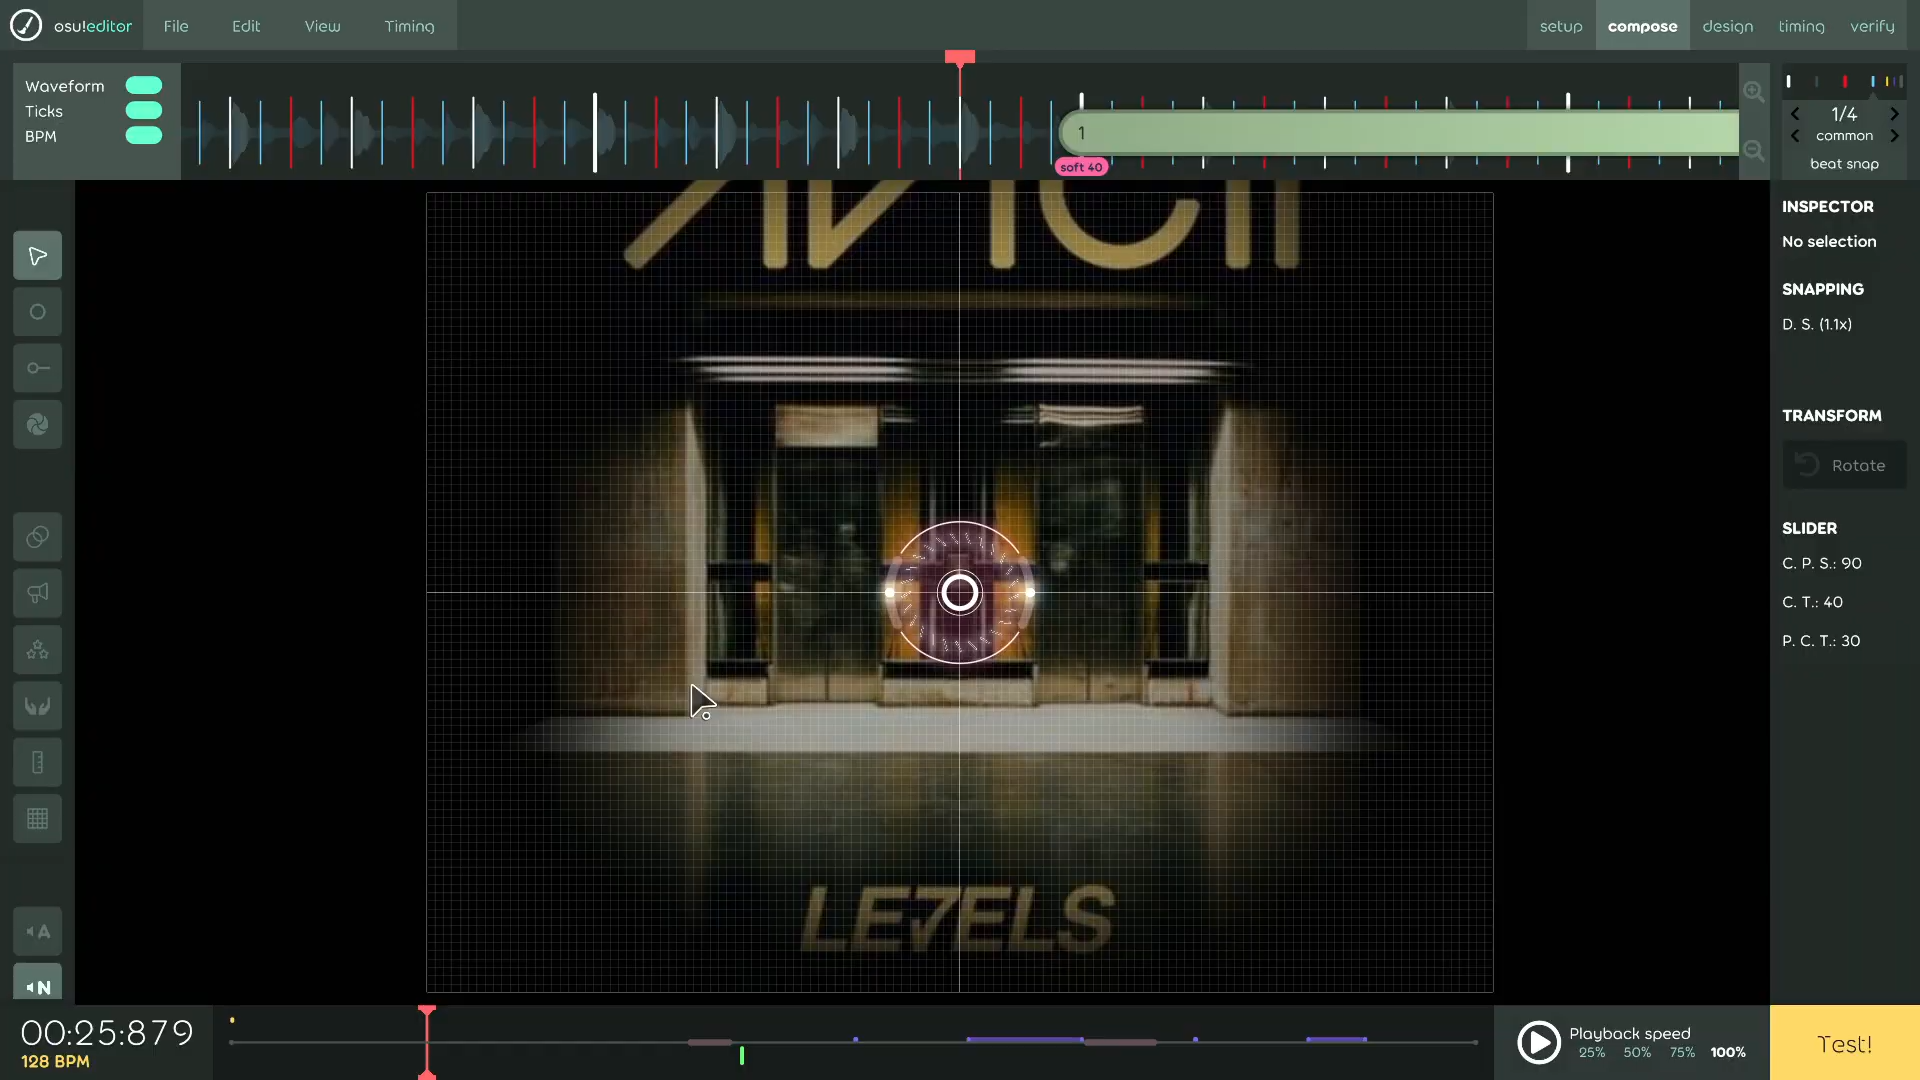 osu!editor
File
Edit
View
Timing
setup
compose
design
timing
verify
Waveform
Ticks
BPM
1
soft 40
1/4
common
beat snap
INSPECTOR
No selection
SNAPPING
D. S. (1.1x)
TRANSFORM
Rotate
SLIDER
C. P. S.: 90
C. T.: 40
P. C. T.: 30
AVICII
LE7ELS
A
N
00:25:879
128 BPM
Playback speed
25% 50% 75% 100%
Test!